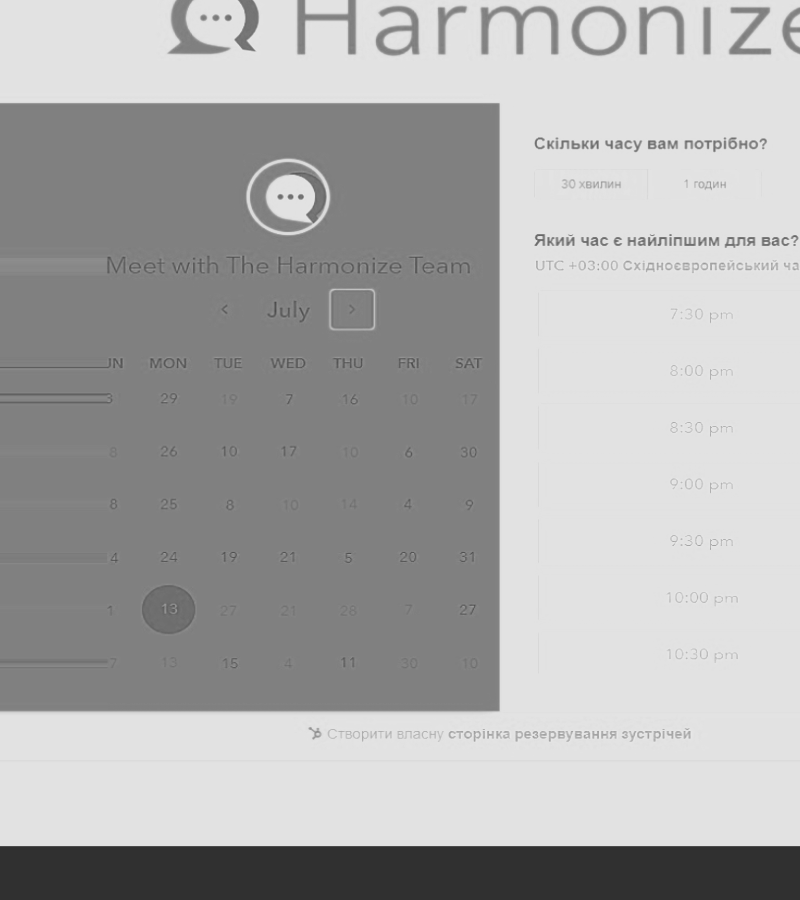 Harmonize
Meet with The Harmonize Team
July
MON TUE WED THU FRI SAT
3 29 19 7 16 10 17
8 26 10 17 10 6 30
8 25 8 10 14 4 9
4 24 19 21 5 20 31
1 13 27 21 28 7 27
7 13 15 4 11 30 10
Скільки часу вам потрібно?
30 хвилин 1 годин
Який час є найліпшим для вас?
UTC +03:00 Східноєвропейський ча
7:30 pm
8:00 pm
8:30 pm
9:00 pm
9:30 pm
10:00 pm
10:30 pm
Створити власну сторінка резервування зустрічей